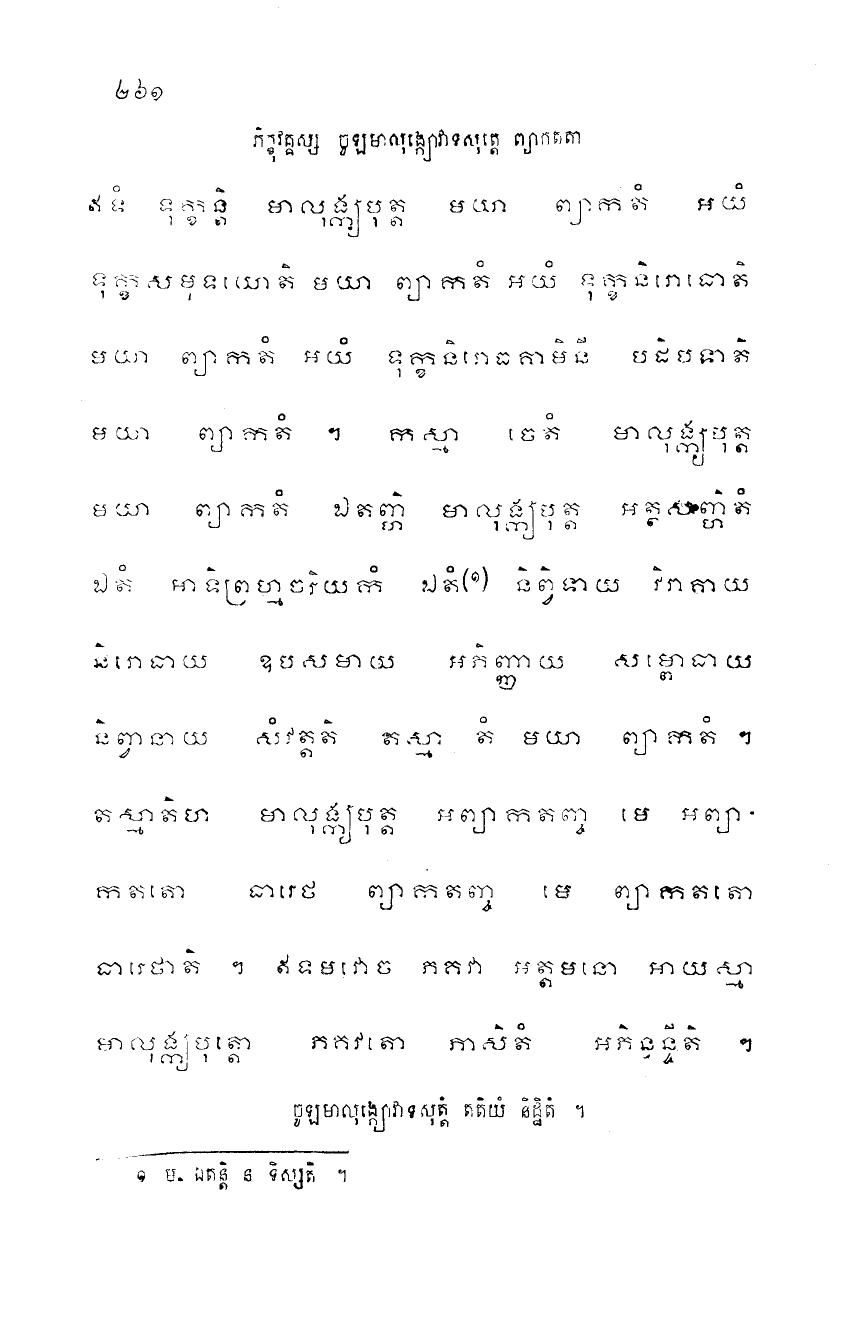 ២៦១
ភិក្ខុវគ្គស្ស ចូឡមាលុង្ក្យោវាទសុត្តេ ព្យាកតតា
ឥទំ ទុក្ខន្តិ មាលុង្ក្យបុត្ត មយា ព្យាកតំ អយំ
ទុក្ខសមុទយោតិ មយា ព្យាកតំ អយំ ទុក្ខនិរោធោតិ
មយា ព្យាកតំ អយំ ទុក្ខនិរោធគាមិនី បដិបទាតិ
មយា ព្យាកតំ ។ កស្មា ចេតំ មាលុង្ក្យបុត្ត
មយា ព្យាកតំ ឯតញ្ហិ មាលុង្ក្យបុត្ត អត្ថសញ្ហិតំ
ឯតំ អាទិព្រហ្មចរិយកំ ឯតំ(១) និព្វិទាយ វិរាគាយ
និរោធាយ ឧបសមាយ អភិញ្ញាយ សម្ពោធាយ
និព្វានាយ សំវត្តតិ តស្មា តំ មយា ព្យាកតំ ។
តស្មាតិហ មាលុង្ក្យបុត្ត អព្យាកតញ្ច មេ អព្យា-
កតតោ ធារេថ ព្យាកតញ្ច មេ ព្យាកតតោ
ធារេថាតិ ។ ឥទមវោច ភគវា អត្តមនោ អាយស្មា
មាលុង្ក្យបុត្តោ ភគវតោ ភាសិតំ អភិនន្ទីតិ ។
ចូឡមាលុង្ក្យោវាទសុត្តំ តតិយំ និដ្ឋិតំ ។
១ ម. ឯតន្តិ ន ទិស្សតិ ។